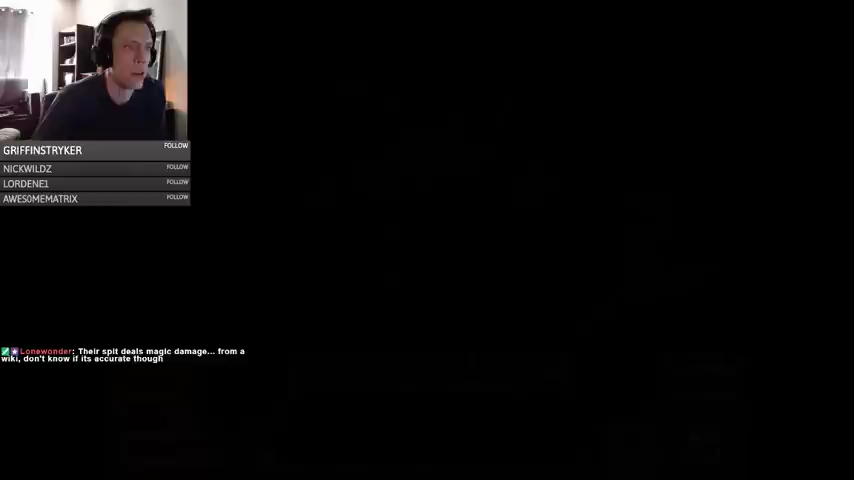 GRIFFINSTRYKER FOLLOW
NICKWILDZ FOLLOW
LORDENE1 FOLLOW
AWES0MEMATRIX FOLLOW
Lonewonder: Their spit deals magic damage... from a
wiki, don't know if its accurate though